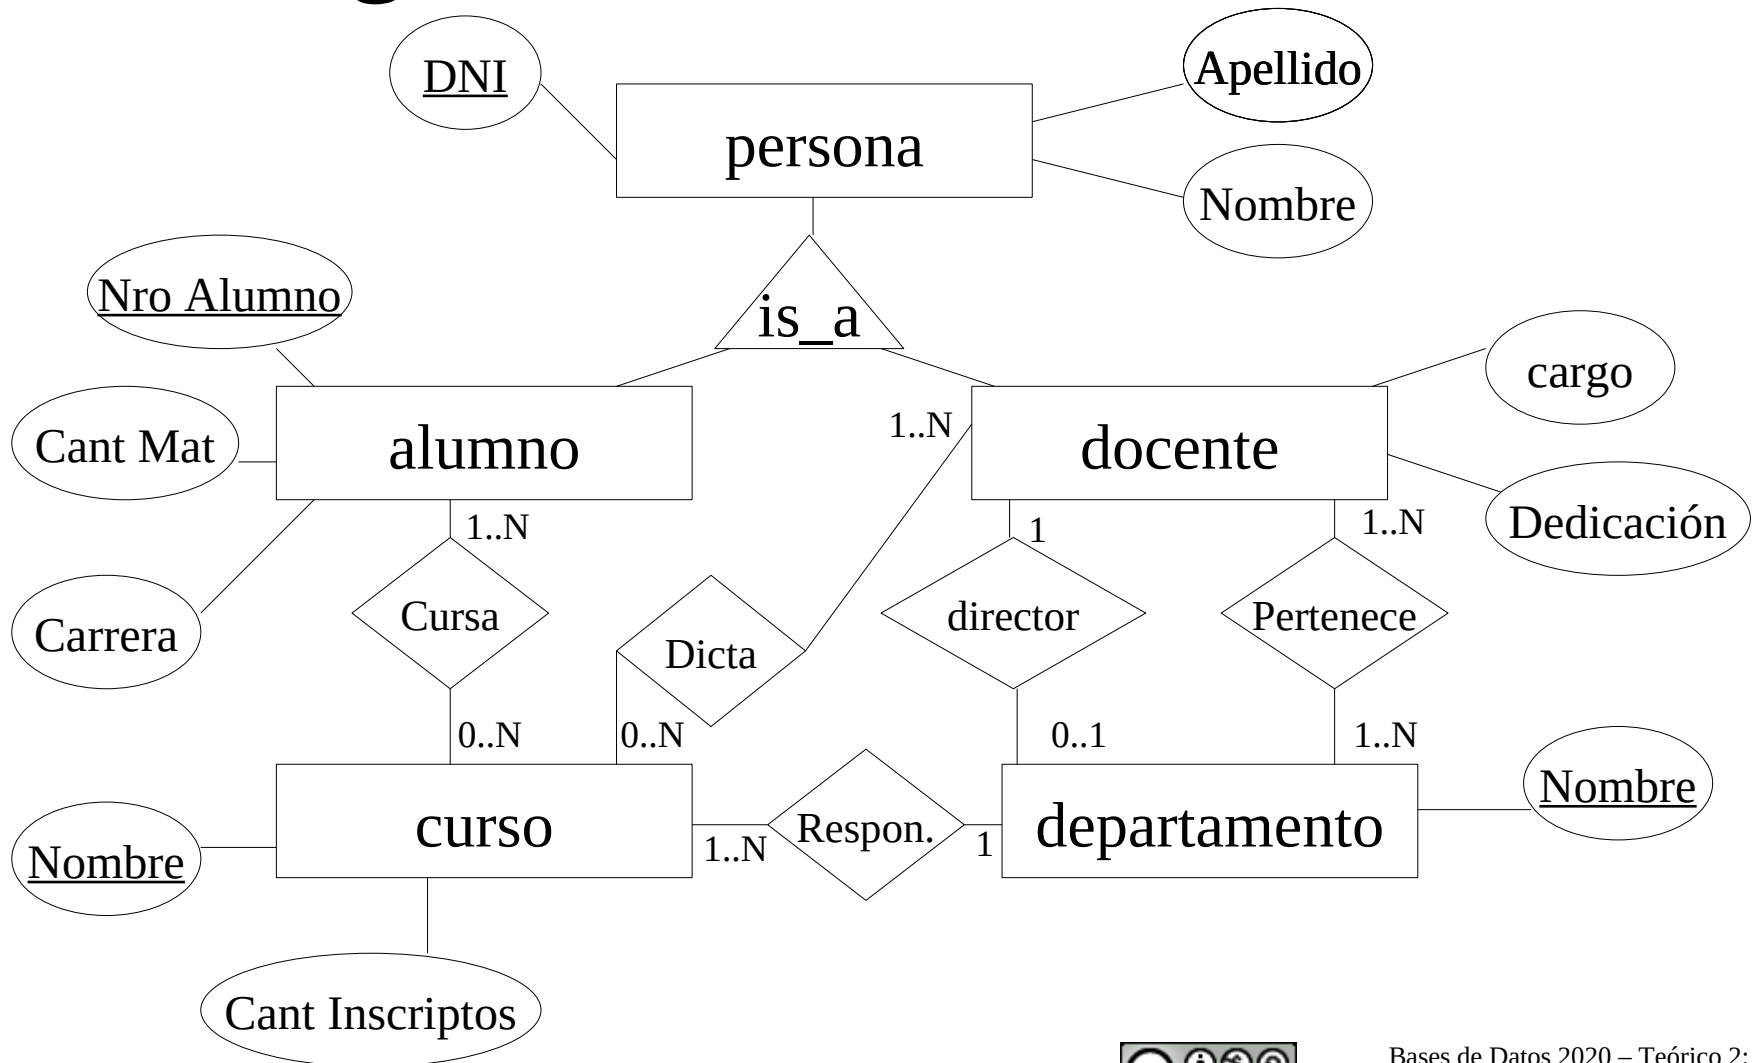 DNI
Apellido
persona
Nombre
Nro Alumno
is_a
cargo
Cant Mat
alumno
1..N
docente
Dedicación
1..N
1
1..N
Carrera
Cursa
Dicta
director
Pertenece
0..N
0..N
0..1
1..N
Nombre
curso
Respon.
departamento
1..N
1
Nombre
Cant Inscriptos
Bases de Datos 2020 – Teórico 2: